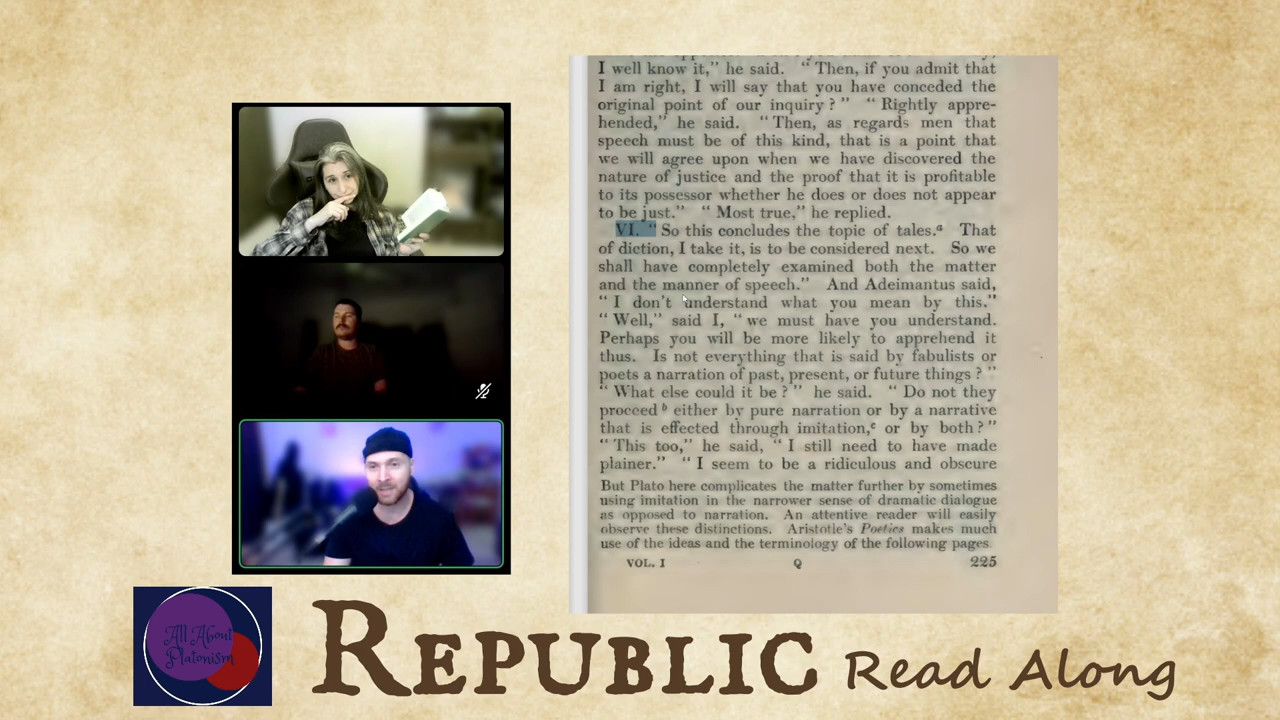 I well know it,” he said. “ Then, if you admit that
I am right, I will say that you have conceded the
original point of our inquiry ? ” “ Rightly appre-
hended,” he said. “ Then, as regards men that
speech must be of this kind, that is a point that
we will agree upon when we have discovered the
nature of justice and the proof that it is profitable
to its possessor whether he does or does not appear
to be just.” “ Most true,” he replied.
VI. “ So this concludes the topic of tales.ᵃ That
of diction, I take it, is to be considered next. So we
shall have completely examined both the matter
and the manner of speech.” And Adeimantus said,
“ I don’t understand what you mean by this.”
“ Well,” said I, “ we must have you understand.
Perhaps you will be more likely to apprehend it
thus. Is not everything that is said by fabulists or
poets a narration of past, present, or future things ? ”
“ What else could it be ? ” he said. “ Do not they
proceed ᵇ either by pure narration or by a narrative
that is effected through imitation,ᶜ or by both ? ”
“ This too,” he said, “ I still need to have made
plainer.” “ I seem to be a ridiculous and obscure
But Plato here complicates the matter further by sometimes
using imitation in the narrower sense of dramatic dialogue
as opposed to narration. An attentive reader will easily
observe these distinctions. Aristotle’s Poetics makes much
use of the ideas and the terminology of the following pages.
VOL. I Q 225
All About
Platonism
REPUBLIC Read Along